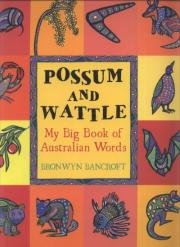 POSSUM
AND
WATTLE
My Big Book of
Australian Words
BRONWYN BANCROFT